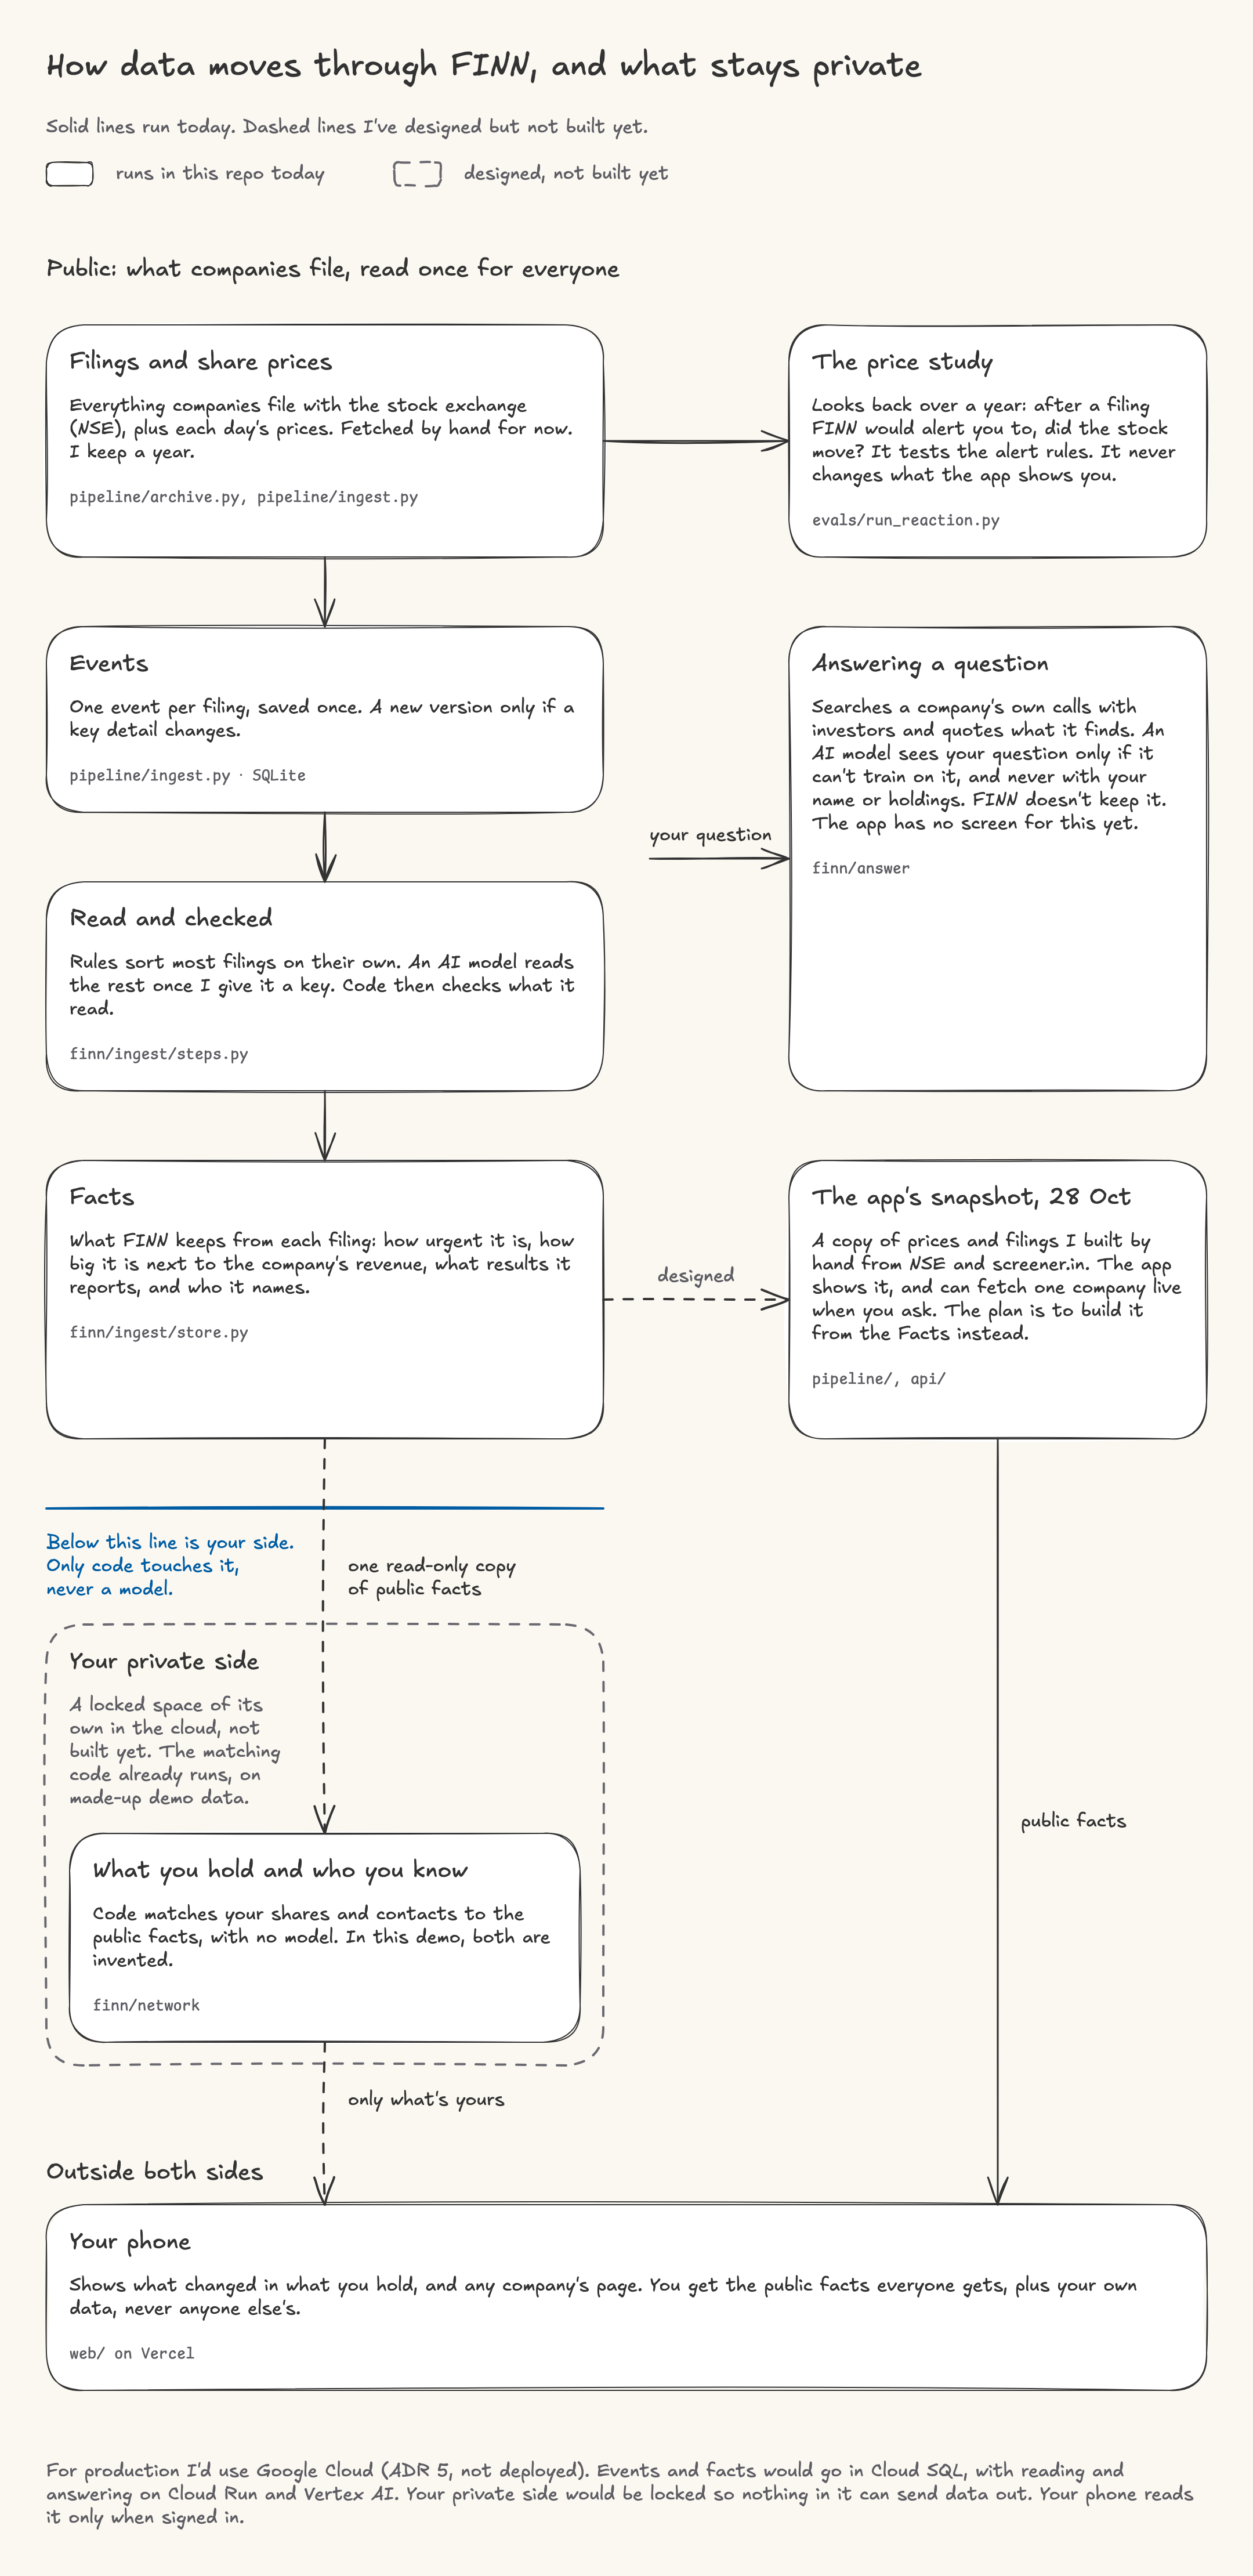 How data moves through FINN, and what stays private
Solid lines run today. Dashed lines I've designed but not built yet.
runs in this repo today
designed, not built yet
Public: what companies file, read once for everyone
Filings and share prices
Everything companies file with the stock exchange
(NSE), plus each day's prices. Fetched by hand for now.
I keep a year.
pipeline/archive.py, pipeline/ingest.py
The price study
Looks back over a year: after a filing
FINN would alert you to, did the stock
move? It tests the alert rules. It never
changes what the app shows you.
evals/run_reaction.py
Events
One event per filing, saved once. A new version only if a
key detail changes.
pipeline/ingest.py · SQLite
your question
Answering a question
Searches a company's own calls with
investors and quotes what it finds. An
AI model sees your question only if it
can't train on it, and never with your
name or holdings. FINN doesn't keep it.
The app has no screen for this yet.
finn/answer
Read and checked
Rules sort most filings on their own. An AI model reads
the rest once I give it a key. Code then checks what it
read.
finn/ingest/steps.py
Facts
What FINN keeps from each filing: how urgent it is, how
big it is next to the company's revenue, what results it
reports, and who it names.
finn/ingest/store.py
designed
The app's snapshot, 28 Oct
A copy of prices and filings I built by
hand from NSE and screener.in. The app
shows it, and can fetch one company live
when you ask. The plan is to build it
from the Facts instead.
pipeline/, api/
Below this line is your side.
Only code touches it,
never a model.
one read-only copy
of public facts
Your private side
A locked space of its
own in the cloud, not
built yet. The matching
code already runs, on
made-up demo data.
public facts
What you hold and who you know
Code matches your shares and contacts to the
public facts, with no model. In this demo, both are
invented.
finn/network
only what's yours
Outside both sides
Your phone
Shows what changed in what you hold, and any company's page. You get the public facts everyone gets, plus your own
data, never anyone else's.
web/ on Vercel
For production I'd use Google Cloud (ADR 5, not deployed). Events and facts would go in Cloud SQL, with reading and
answering on Cloud Run and Vertex AI. Your private side would be locked so nothing in it can send data out. Your phone reads
it only when signed in.